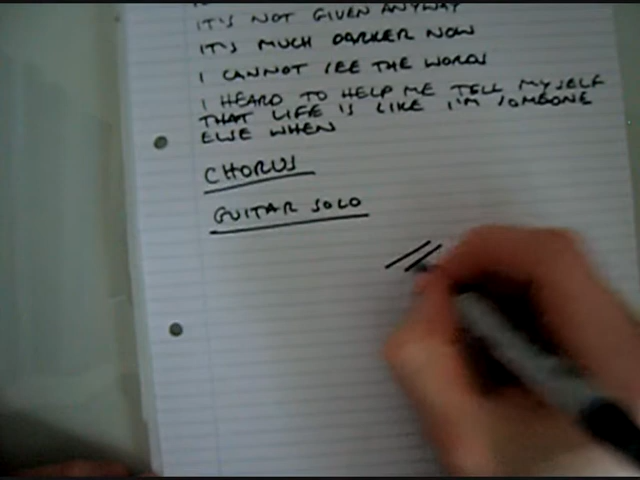 IT'S NOT GIVEN ANYWAY
IT'S MUCH DARKER NOW
I CANNOT SEE THE WORDS
I HEARD TO HELP ME TELL MYSELF
THAT LIFE IS LIKE I'M SOMEONE
ELSE WHEN
CHORUS
GUITAR SOLO